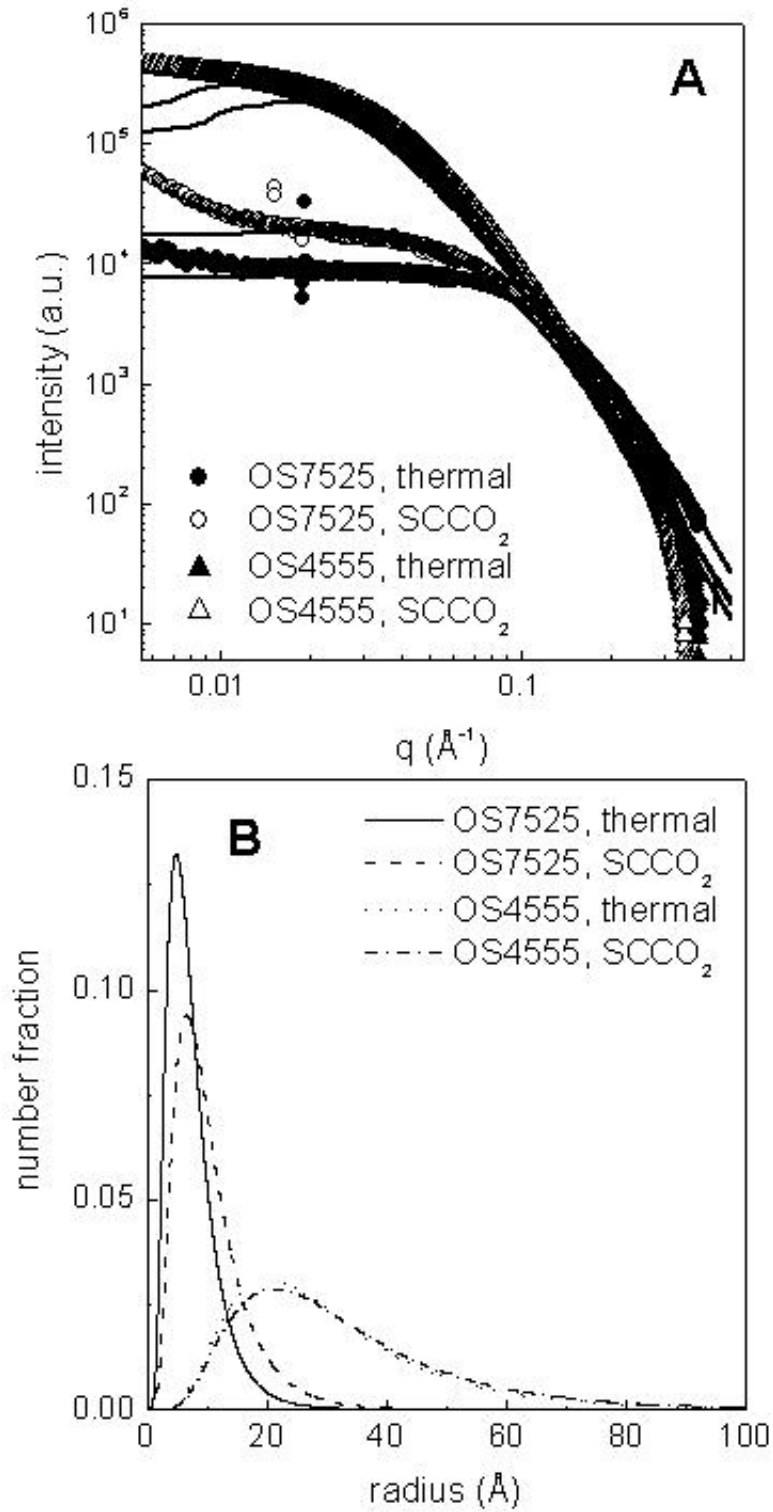 10⁶
A
10⁵
10⁴
10³
10²
10¹
intensity (a.u.)
OS7525, thermal
OS7525, SCCO₂
OS4555, thermal
OS4555, SCCO₂
0.01 0.1
q (Å⁻¹)
0.15
B
OS7525, thermal
OS7525, SCCO₂
OS4555, thermal
OS4555, SCCO₂
0.10
0.05
0.00
number fraction
0 20 40 60 80 100
radius (Å)